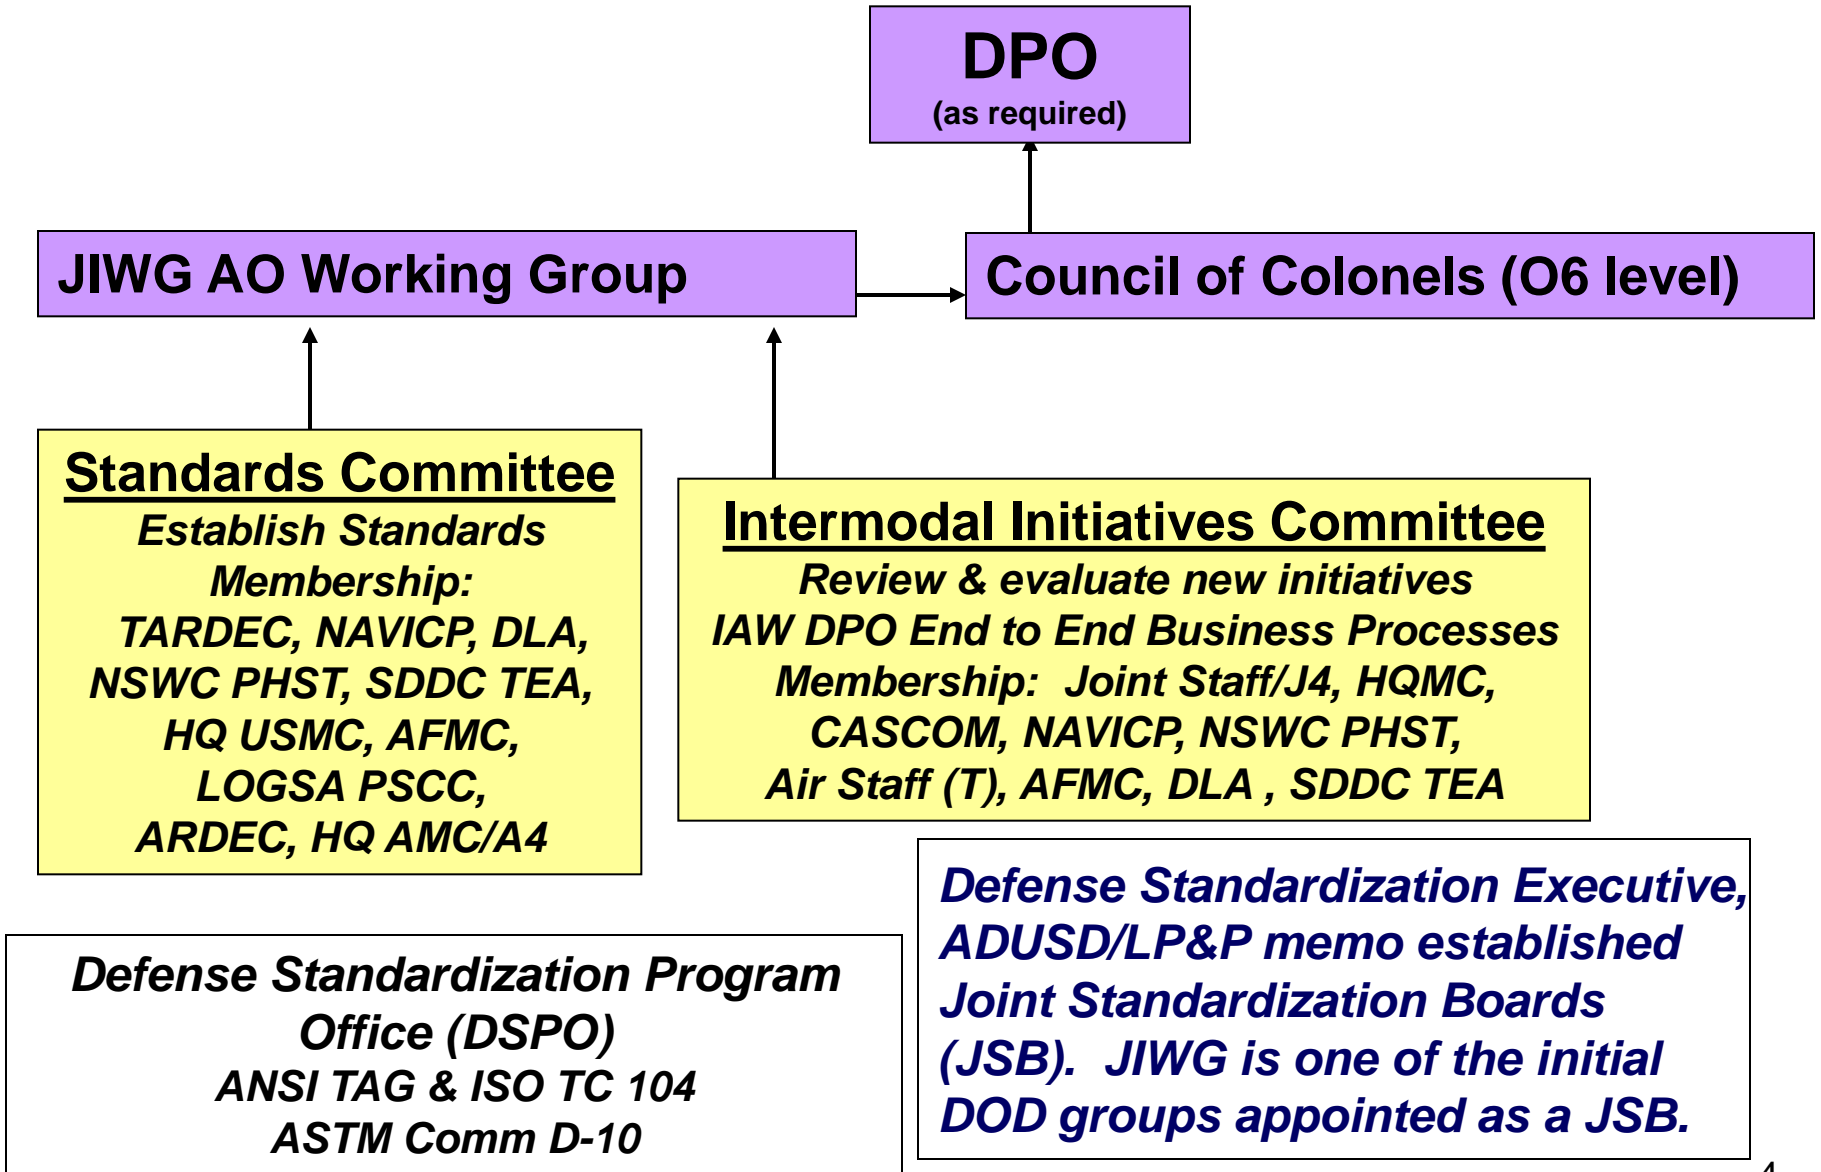 DPO
(as required)
JIWG AO Working Group
Council of Colonels (O6 level)
Standards Committee
Establish Standards
Membership:
TARDEC, NAVICP, DLA,
NSWC PHST, SDDC TEA,
HQ USMC, AFMC,
LOGSA PSCC,
ARDEC, HQ AMC/A4
Intermodal Initiatives Committee
Review & evaluate new initiatives
IAW DPO End to End Business Processes
Membership: Joint Staff/J4, HQMC,
CASCOM, NAVICP, NSWC PHST,
Air Staff (T), AFMC, DLA , SDDC TEA
Defense Standardization Executive,
ADUSD/LP&P memo established
Joint Standardization Boards
(JSB). JIWG is one of the initial
DOD groups appointed as a JSB.
Defense Standardization Program
Office (DSPO)
ANSI TAG & ISO TC 104
ASTM Comm D-10
4